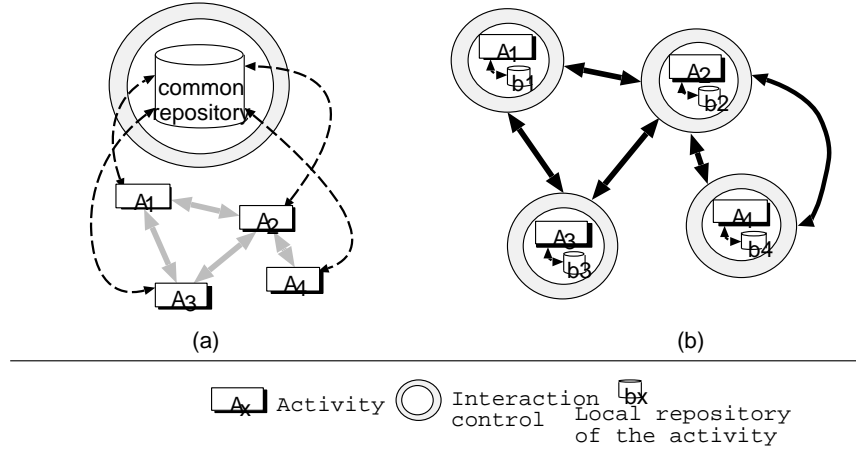 common
repository
A1
A2
A3
A4
(a)
A1
b1
A2
b2
A3
b3
A4
b4
(b)
Ax
Activity
Interaction
control
bx
Local repository
of the activity